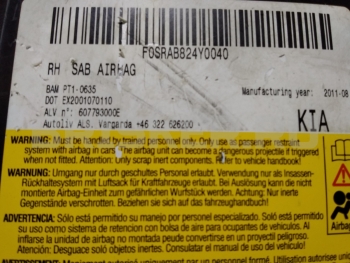 F0SRAB824Y0040
RH SAB AIRBAG
BAM PT1-0635
DOT EX2001070110
Manufacturing year: 2011-08
ALV n°: 607793000E
Autoliv ALS. Vargarda +46 322 626200
KIA
WARNING: Must be handled by trained personnel only. Only use as passenger restraint
system with airbag in cars. The airbag unit can become a dangerous projectile if triggered
when not fitted. Attention: Only scrap inert components. Refer to vehicle handbook!
WARNUNG: Umgang nur durch geschultes Personal erlaubt. Verwendung nur als Insassen-
Rückhaltesystem mit Luftsack für Kraftfahrzeuge erlaubt. Bei Auslösung kann die nicht
montierte Airbag-Einheit zum gefährlichen Wurfstück werden. Achtung: Nur inerte
Gegenstände verschrotten. Beziehen sie sich auf das fahrzeughandbuch!
ADVERTENCIA: Sólo está permitido su manejo por personel especializado. Sólo está permitido
su uso como sistema de retencion con bolsa de aire para ocupantes de vehículos. Al
inflarse la unidad de airbag no montada peude convertirse en un proyectil peligroso.
Atención: Desguace solo objetos inertes. Consultar el manual de uso del vehículo!
Airbag